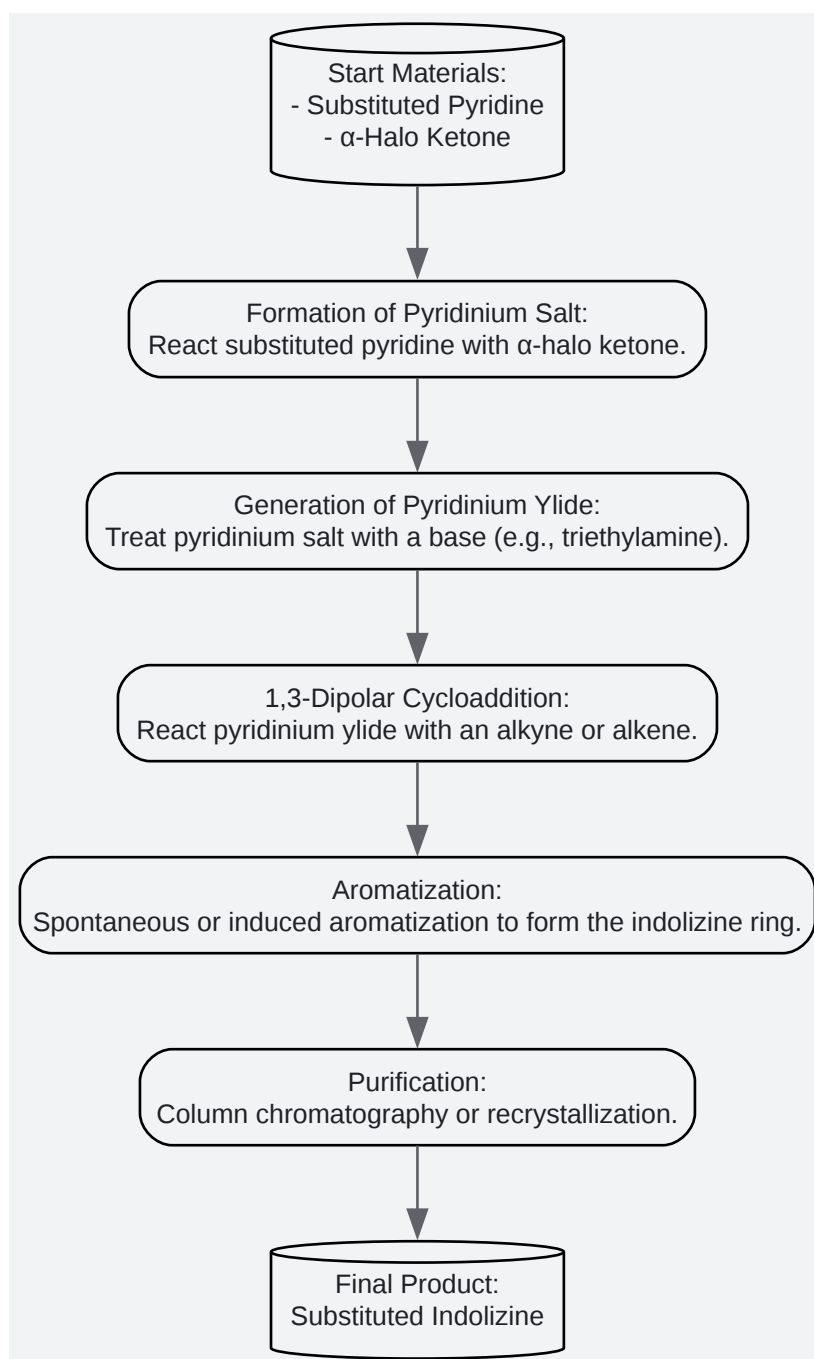 Start Materials:
- Substituted Pyridine
- α-Halo Ketone
Formation of Pyridinium Salt:
React substituted pyridine with α-halo ketone.
Generation of Pyridinium Ylide:
Treat pyridinium salt with a base (e.g., triethylamine).
1,3-Dipolar Cycloaddition:
React pyridinium ylide with an alkyne or alkene.
Aromatization:
Spontaneous or induced aromatization to form the indolizine ring.
Purification:
Column chromatography or recrystallization.
Final Product:
Substituted Indolizine